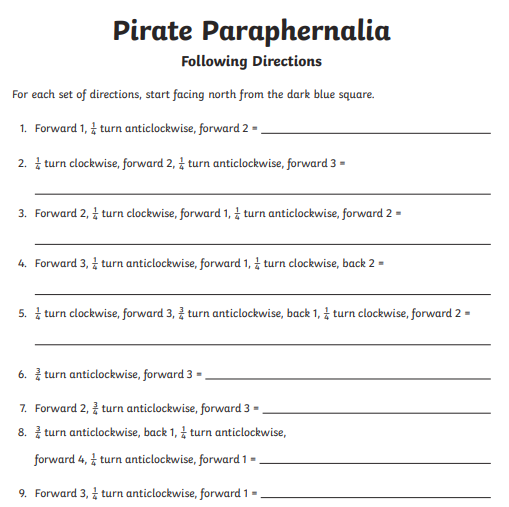 Pirate Paraphernalia
Following Directions
For each set of directions, start facing north from the dark blue square.
1. Forward 1, 1/4 turn anticlockwise, forward 2 =
2. 1/4 turn clockwise, forward 2, 1/4 turn anticlockwise, forward 3 =
3. Forward 2, 1/4 turn clockwise, forward 1, 1/4 turn anticlockwise, forward 2 =
4. Forward 3, 1/4 turn anticlockwise, forward 1, 1/4 turn clockwise, back 2 =
5. 1/4 turn clockwise, forward 3, 3/4 turn anticlockwise, back 1, 1/4 turn clockwise, forward 2 =
6. 3/4 turn anticlockwise, forward 3 =
7. Forward 2, 3/4 turn anticlockwise, forward 3 =
8. 3/4 turn anticlockwise, back 1, 1/4 turn anticlockwise,
forward 4, 1/4 turn anticlockwise, forward 1 =
9. Forward 3, 1/4 turn anticlockwise, forward 1 =